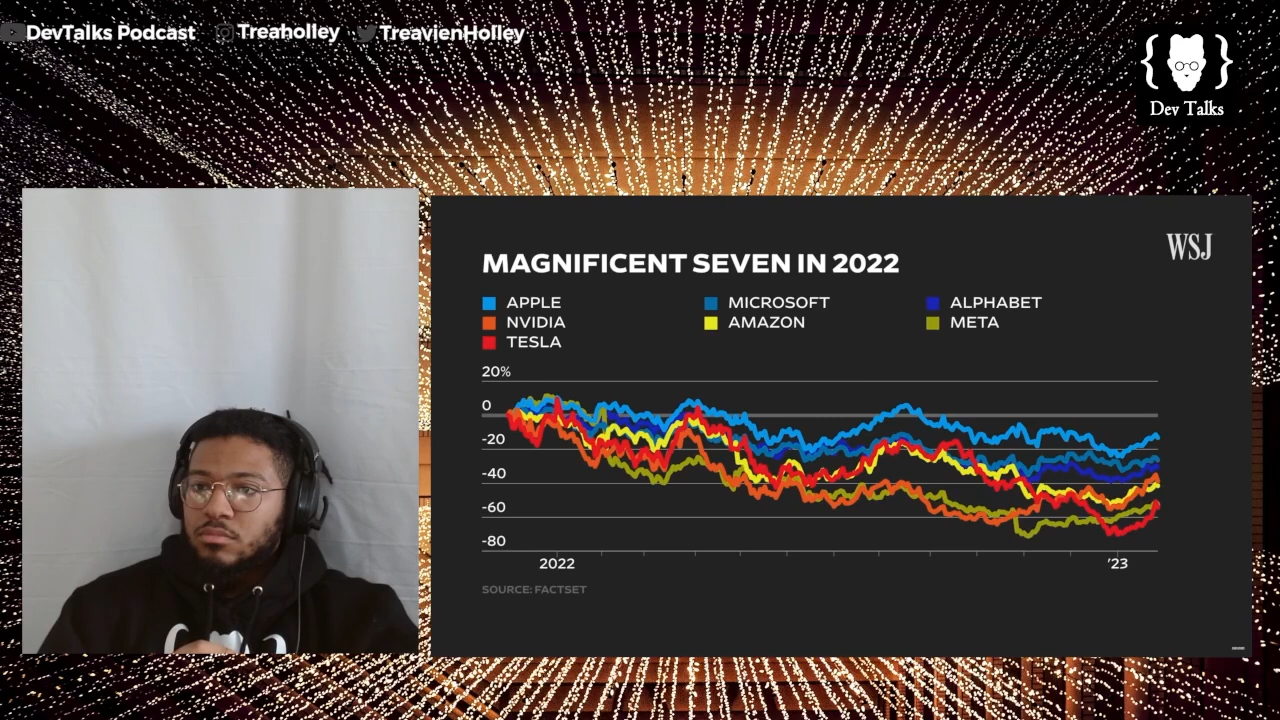 DevTalks Podcast Treaholley TreavienHolley
Dev Talks
WSJ
MAGNIFICENT SEVEN IN 2022
APPLE MICROSOFT ALPHABET
NVIDIA AMAZON META
TESLA
20%
0
-20
-40
-60
-80
2022 '23
SOURCE: FACTSET